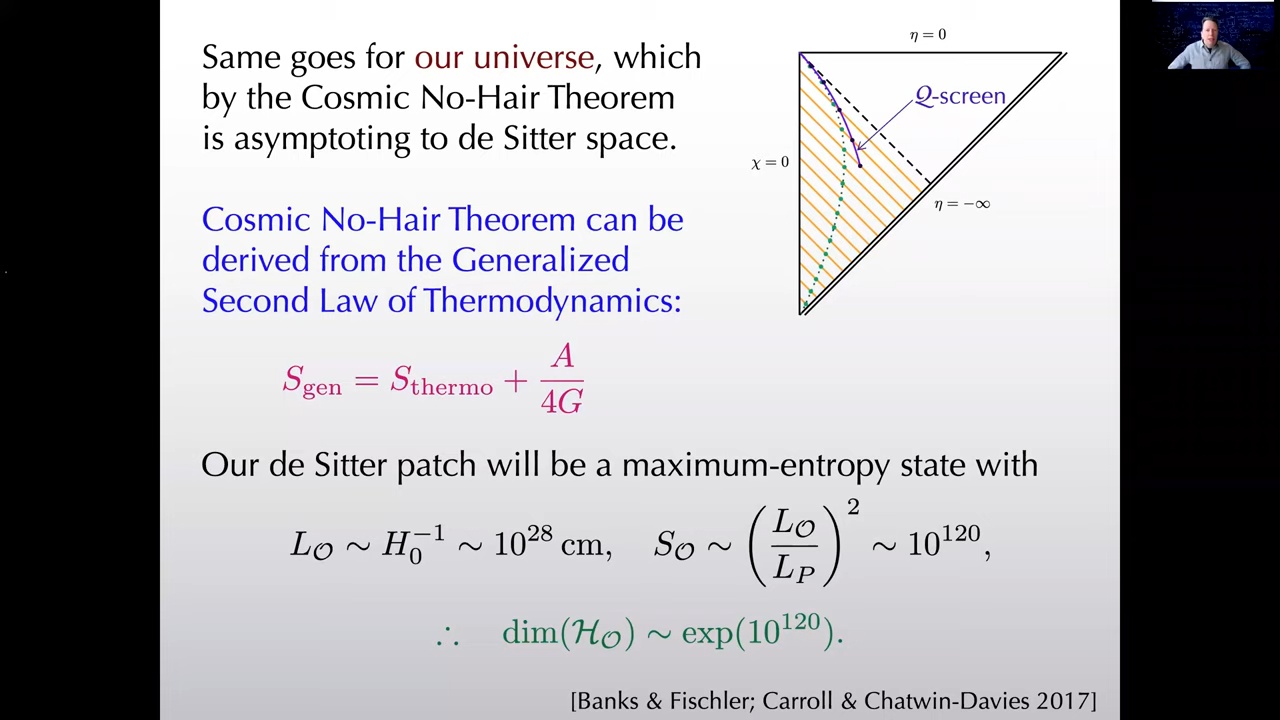 Same goes for our universe, which
by the Cosmic No-Hair Theorem
is asymptoting to de Sitter space.
η = 0
Q-screen
χ = 0
η = −∞
Cosmic No-Hair Theorem can be
derived from the Generalized
Second Law of Thermodynamics:
S_gen = S_thermo + A/4G
Our de Sitter patch will be a maximum-entropy state with
L_O ∼ H_0^−1 ∼ 10^28 cm, S_O ∼ (L_O/L_P)^2 ∼ 10^120,
∴ dim(H_O) ∼ exp(10^120).
[Banks & Fischler; Carroll & Chatwin-Davies 2017]